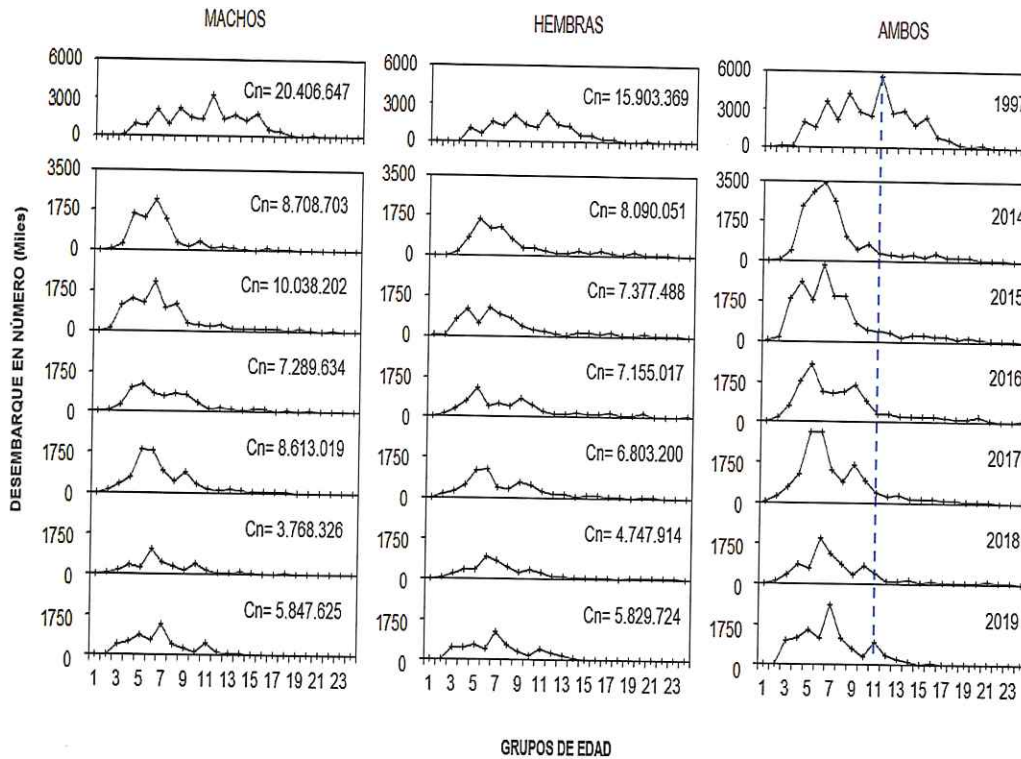 MACHOS HEMBRAS AMBOS
DESEMBARQUE EN NÚMERO (Miles)
6000 6000 6000
3000 3000 3000
0 0 0
Cn= 20.406.647 Cn= 15.903.369 1997
3500 3500 3500
1750 1750 1750
0 0 0
Cn= 8.708.703 Cn= 8.090.051 2014
1750 1750 1750
0 0 0
Cn= 10.038.202 Cn= 7.377.488 2015
1750 1750 1750
0 0 0
Cn= 7.289.634 Cn= 7.155.017 2016
1750 1750 1750
0 0 0
Cn= 8.613.019 Cn= 6.803.200 2017
1750 1750 1750
0 0 0
Cn= 3.768.326 Cn= 4.747.914 2018
1750 1750 1750
0 0 0
Cn= 5.847.625 Cn= 5.829.724 2019
1 3 5 7 9 11 13 15 17 19 21 23 1 3 5 7 9 11 13 15 17 19 21 23 1 3 5 7 9 11 13 15 17 19 21 23
GRUPOS DE EDAD